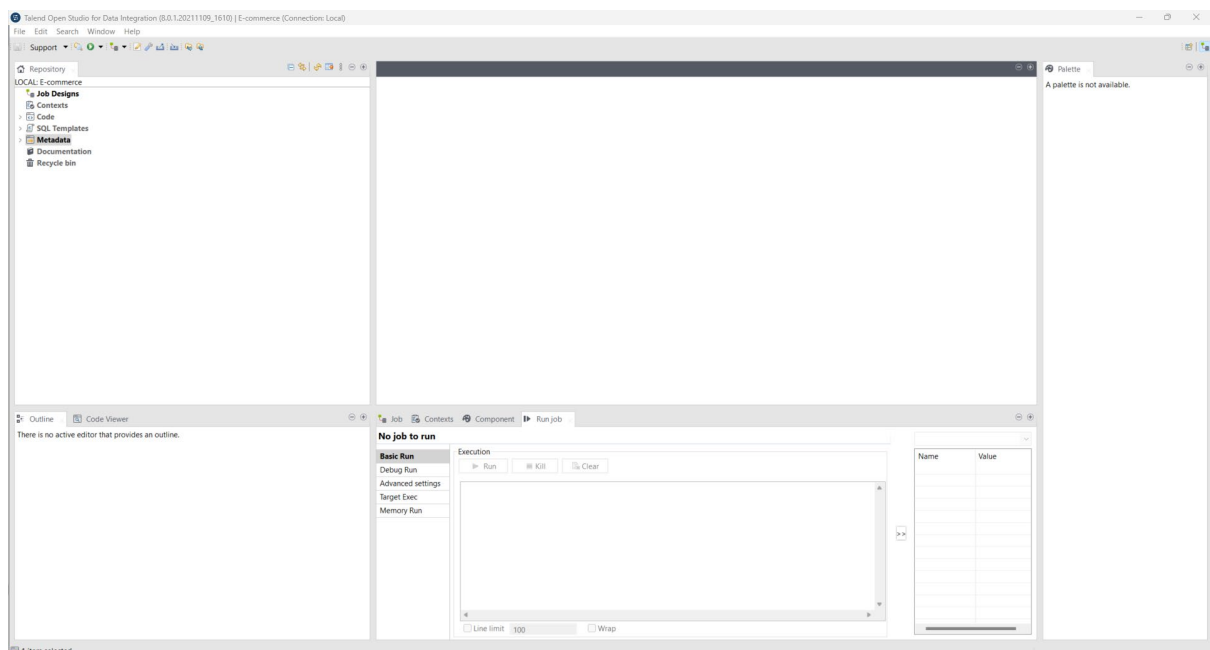 Talend Open Studio for Data Integration (8.0.1.20211109_1610) | E-commerce (Connection: Local)
File Edit Search Window Help
Support
Repository
LOCAL: E-commerce
Job Designs
Contexts
Code
SQL Templates
Metadata
Documentation
Recycle bin
Palette
A palette is not available.
Outline Code Viewer
There is no active editor that provides an outline.
Job Contexts Component Run job
No job to run
Basic Run
Debug Run
Advanced settings
Target Exec
Memory Run
Execution
Run Kill Clear
>>
Name Value
Line limit 100 Wrap